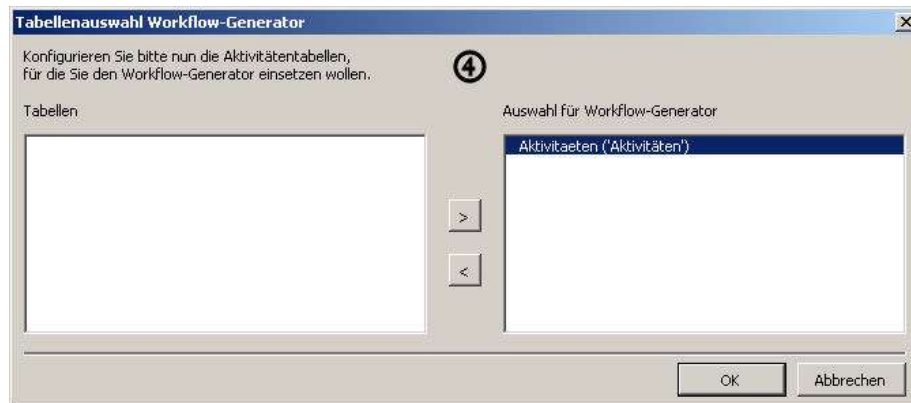 Tabellenauswahl Workflow-Generator
Konfigurieren Sie bitte nun die Aktivitätentabellen,
für die Sie den Workflow-Generator einsetzen wollen.
4
Tabellen
Auswahl für Workflow-Generator
Aktivitaeten ('Aktivitäten')
>
<
OK
Abbrechen